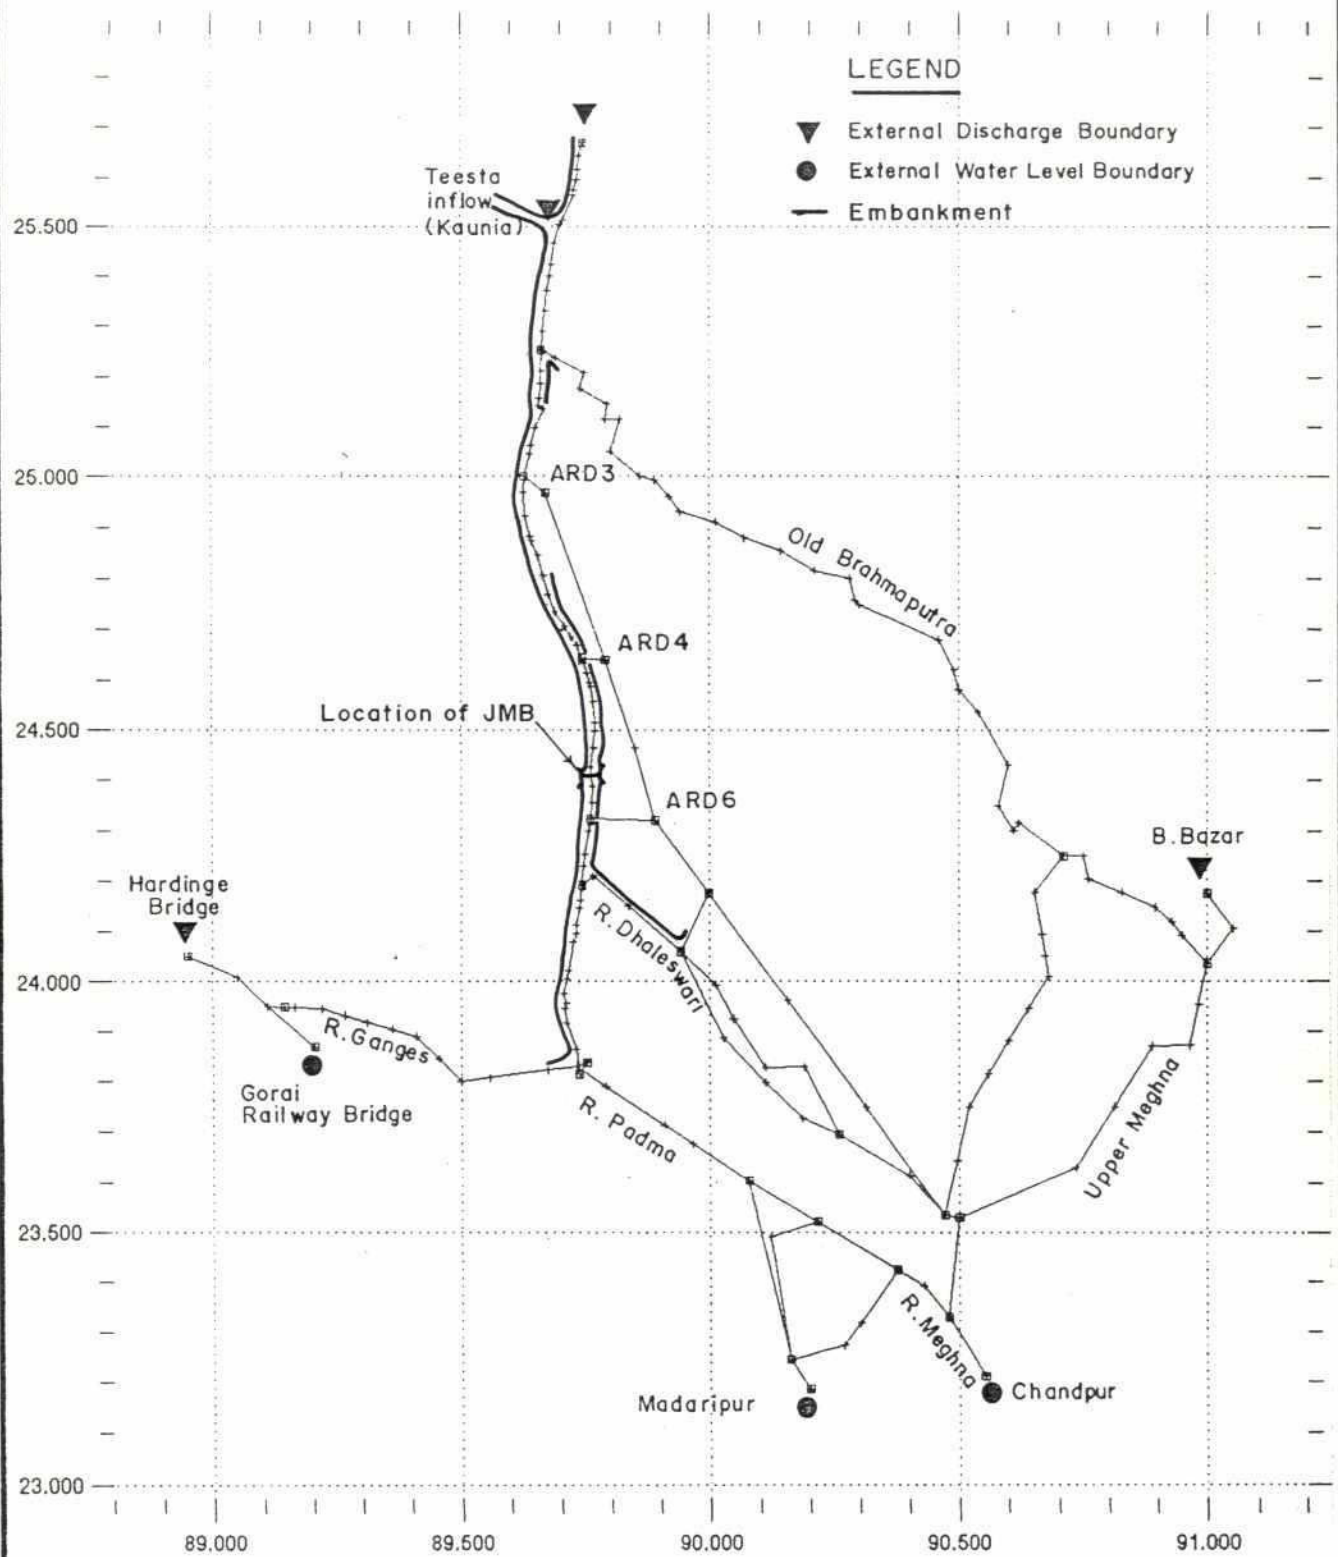 LEGEND
External Discharge Boundary
External Water Level Boundary
Embankment
Teesta
inflow
(Kaunia)
25.500
25.000
ARD3
Old Brahmaputra
ARD4
Location of JMB
24.500
ARD6
B.Bazar
Hardinge
Bridge
R.Dhaleswari
24.000
R.Ganges
Gorai
Railway Bridge
R. Padma
Upper Meghna
23.500
R. Meghna
Madaripur
Chandpur
23.000
89.000
89.500
90.000
90.500
91.000